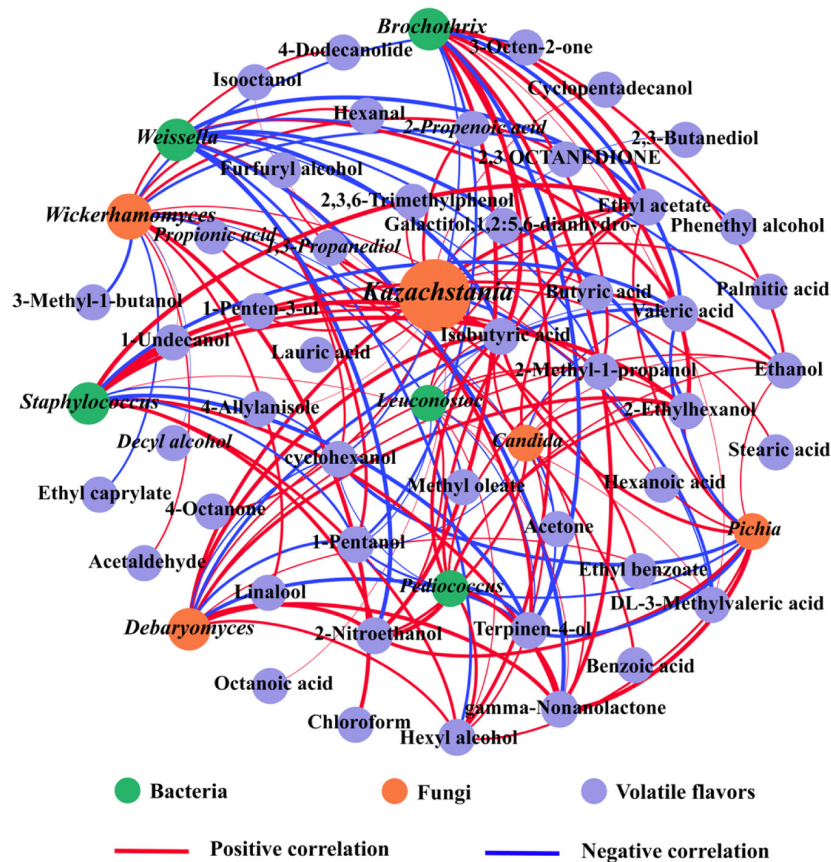 Brochothrix
4-Dodecanolide
3-Octen-2-one
Isooctanol
Cyclopentadecanol
Hexanal
2-Propenoic acid
Weissella
2,3-Butanediol
2,3 OCTANEDIONE
Furfuryl alcohol
2,3,6-Trimethylphenol
Ethyl acetate
Wickerhamomyces
Galactitol,1,2:5,6-dianhydro-
Phenethyl alcohol
Propionic acid
1,3-Propanediol
Kazachstania
Butyric acid
Palmitic acid
3-Methyl-1-butanol
1-Penten-3-ol
Valeric acid
1-Undecanol
Isobutyric acid
Lauric acid
2-Methyl-1-propanol
Ethanol
Staphylococcus
4-Allylanisole
Leuconostoc
2-Ethylhexanol
Decyl alcohol
Candida
Stearic acid
cyclohexanol
Methyl oleate
Hexanoic acid
Ethyl caprylate
4-Octanone
Acetone
Pichia
1-Pentanol
Acetaldehyde
Ethyl benzoate
Linalool
Pediococcus
DL-3-Methylvaleric acid
Debaryomyces
2-Nitroethanol
Terpinen-4-ol
Benzoic acid
Octanoic acid
gamma-Nonanolactone
Chloroform
Hexyl alcohol
Bacteria
Fungi
Volatile flavors
Positive correlation
Negative correlation